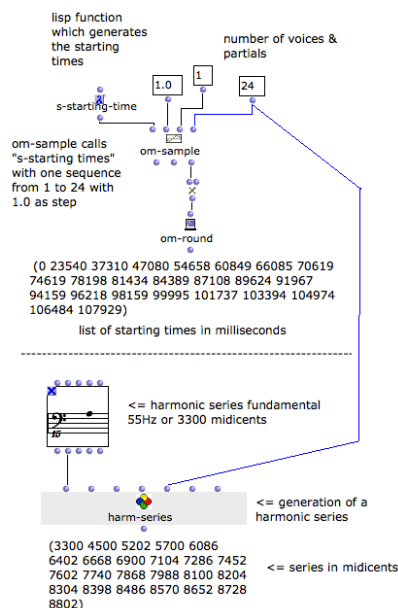 lisp function
which generates
the starting
times
number of voices &
partials
1.0
1
24
s-starting-time
om-sample calls
"s-starting times"
with one sequence
from 1 to 24 with
1.0 as step
om-sample
om-round
(0 23540 37310 47080 54658 60849 66085 70619
74619 78198 81434 84389 87108 89624 91967
94159 96218 98159 99995 101737 103394 104974
106484 107929)
list of starting times in milliseconds
15
<= harmonic series fundamental
55Hz or 3300 midicents
harm-series
<= generation of a
harmonic series
(3300 4500 5202 5700 6086
6402 6668 6900 7104 7286 7452
7602 7740 7868 7988 8100 8204
8304 8398 8486 8570 8652 8728
8802)
<= series in midicents